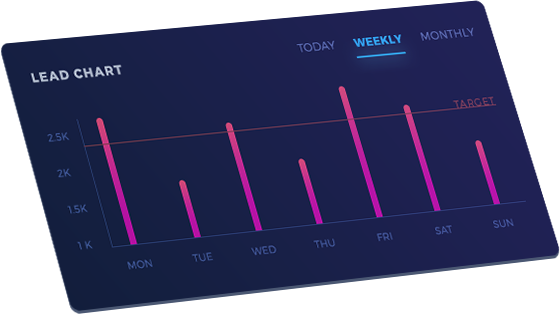 LEAD CHART
TODAY WEEKLY MONTHLY
TARGET
2.5K
2K
1.5K
1 K
MON TUE WED THU FRI SAT SUN